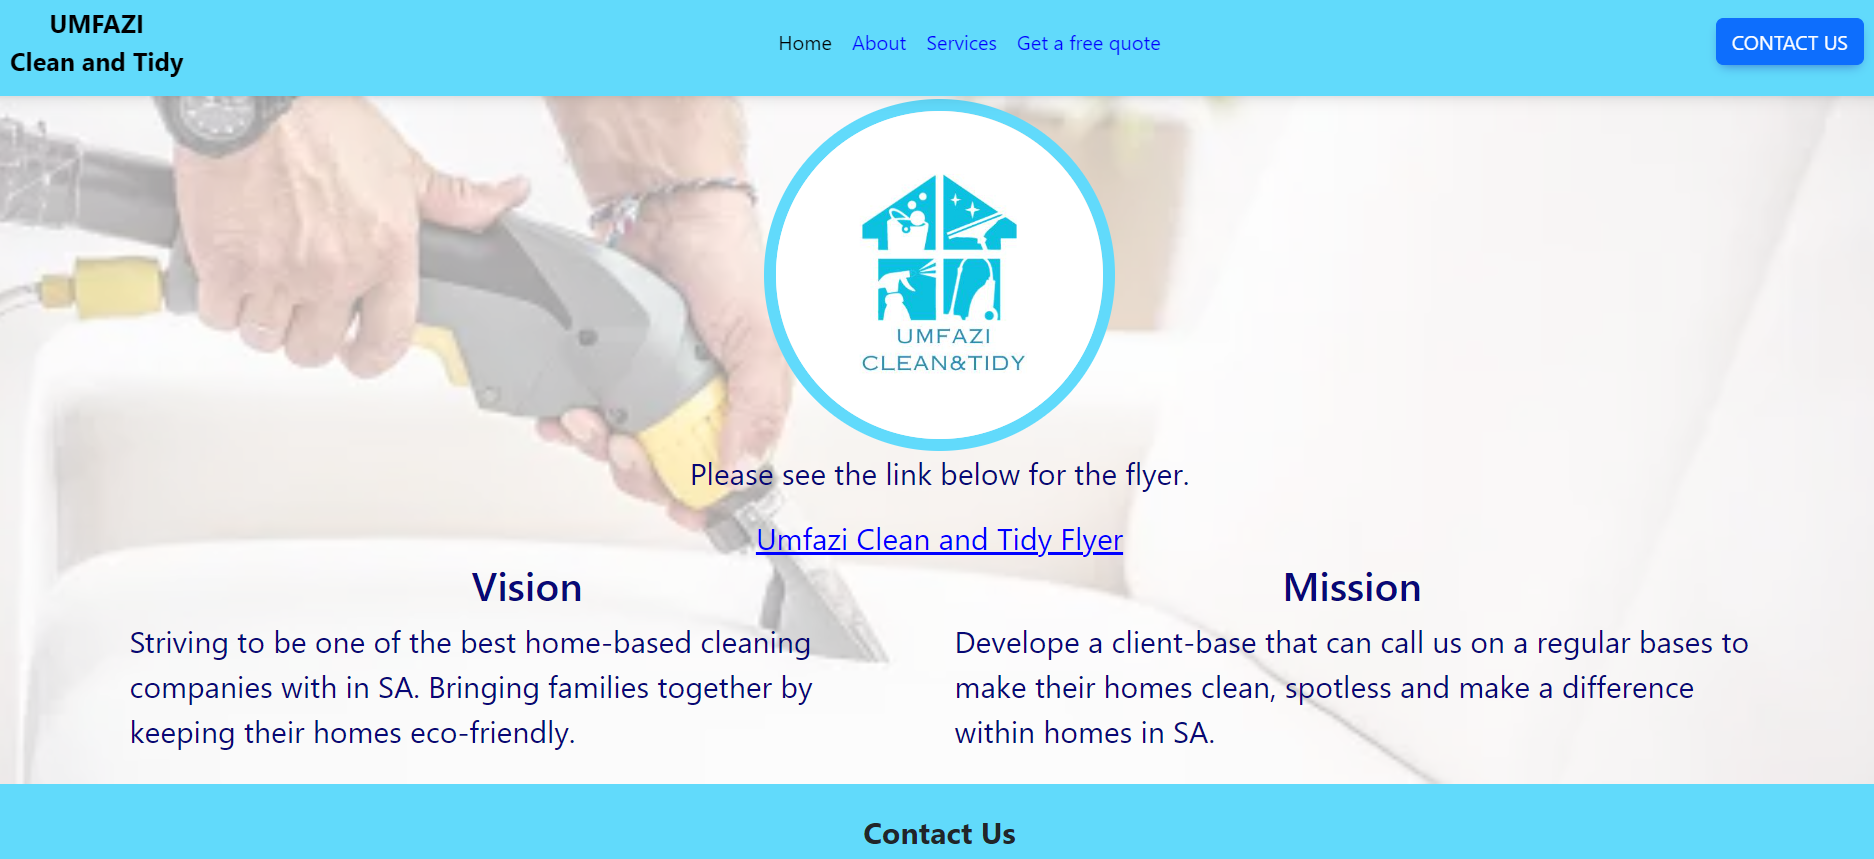 UMFAZI
Clean and Tidy
Home About Services Get a free quote
CONTACT US
UMFAZI
CLEAN&TIDY
Please see the link below for the flyer.
Umfazi Clean and Tidy Flyer
Vision
Striving to be one of the best home-based cleaning
companies with in SA. Bringing families together by
keeping their homes eco-friendly.
Mission
Develope a client-base that can call us on a regular bases to
make their homes clean, spotless and make a difference
within homes in SA.
Contact Us